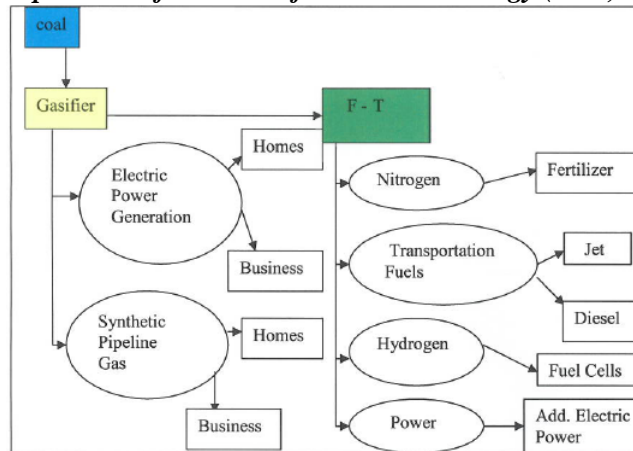 coal
Gasifier
F - T
Homes
Electric
Power
Generation
Business
Synthetic
Pipeline
Gas
Homes
Business
Nitrogen
Fertilizer
Transportation
Fuels
Jet
Diesel
Hydrogen
Fuel Cells
Power
Add. Electric
Power